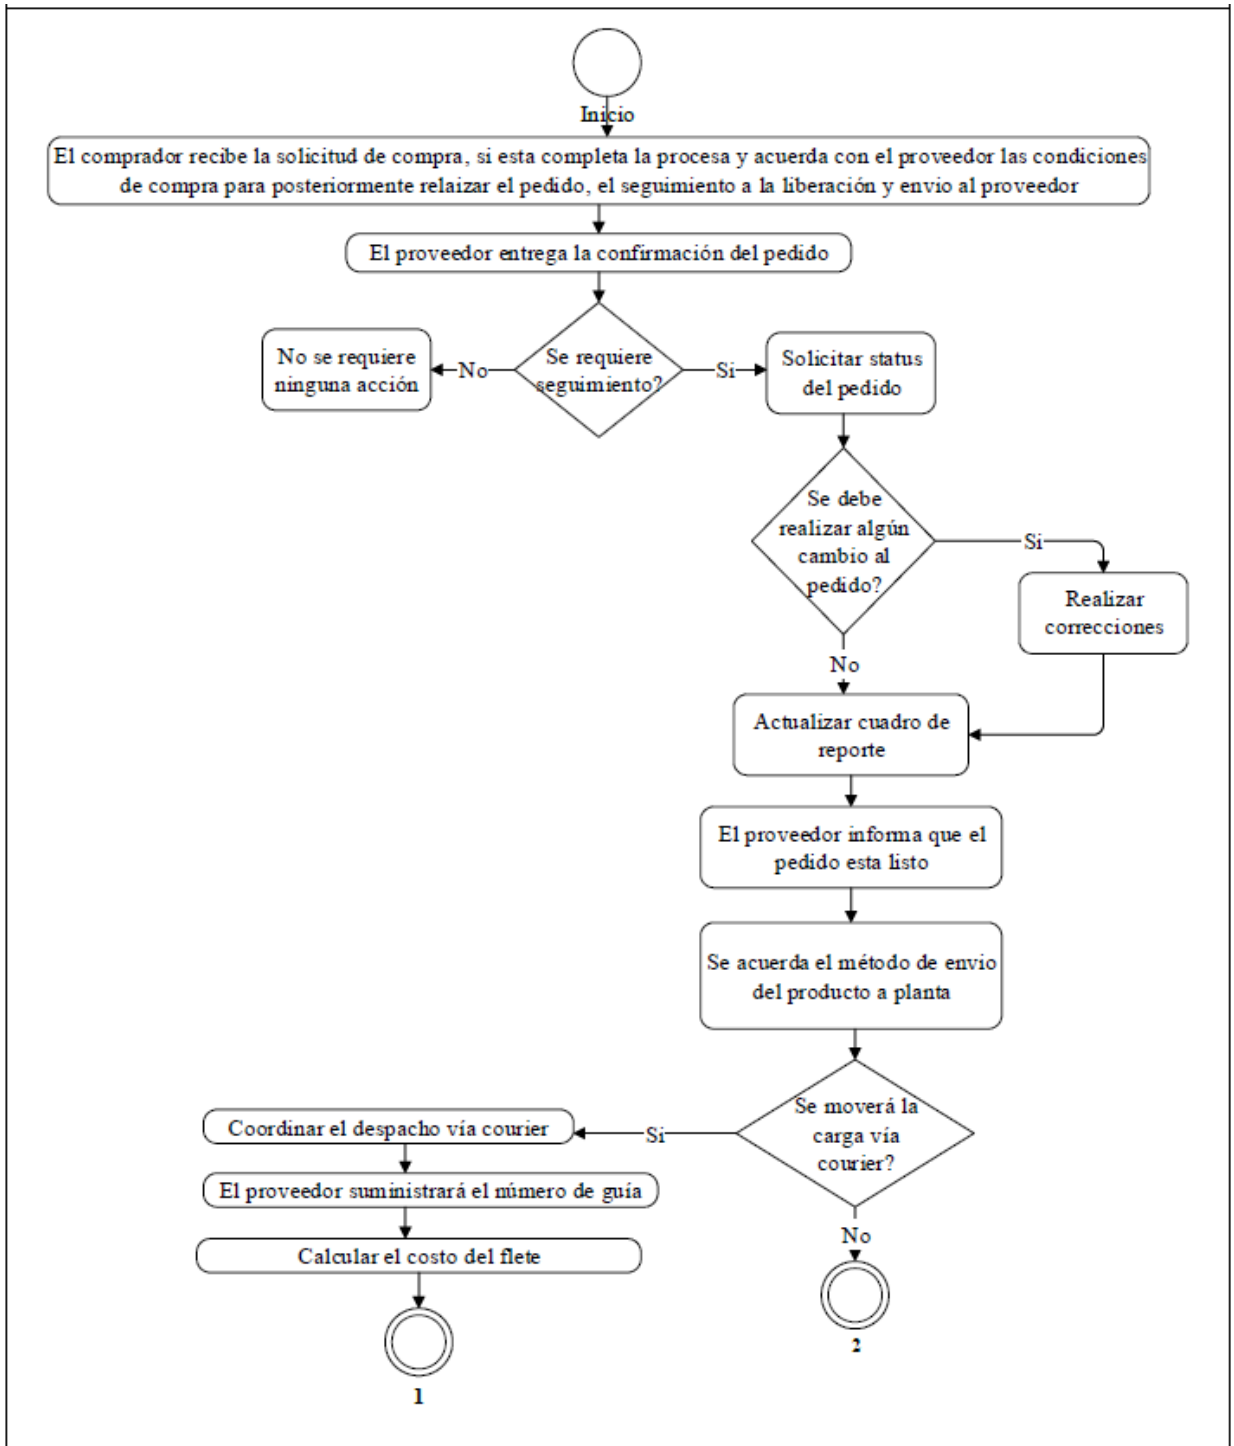 Inicio
El comprador recibe la solicitud de compra, si esta completa la procesa y acuerda con el proveedor las condiciones
de compra para posteriormente relaizar el pedido, el seguimiento a la liberación y envio al proveedor
El proveedor entrega la confirmación del pedido
Se requiere
seguimiento?
No
No se requiere
ninguna acción
Si
Solicitar status
del pedido
Se debe
realizar algún
cambio al
pedido?
Si
Realizar
correcciones
No
Actualizar cuadro de
reporte
El proveedor informa que el
pedido esta listo
Se acuerda el método de envio
del producto a planta
Se moverá la
carga vía
courier?
Si
Coordinar el despacho vía courier
El proveedor suministrará el número de guía
Calcular el costo del flete
1
No
2